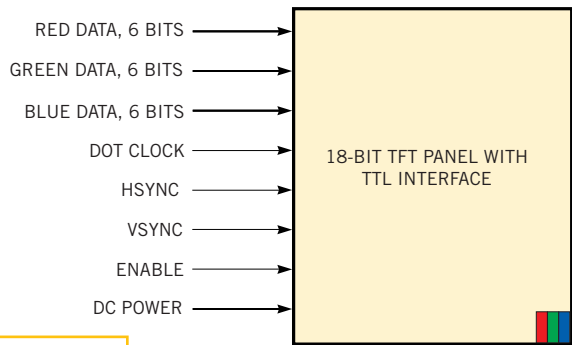 RED DATA, 6 BITS
GREEN DATA, 6 BITS
BLUE DATA, 6 BITS
DOT CLOCK
HSYNC
VSYNC
ENABLE
DC POWER
18-BIT TFT PANEL WITH
TTL INTERFACE